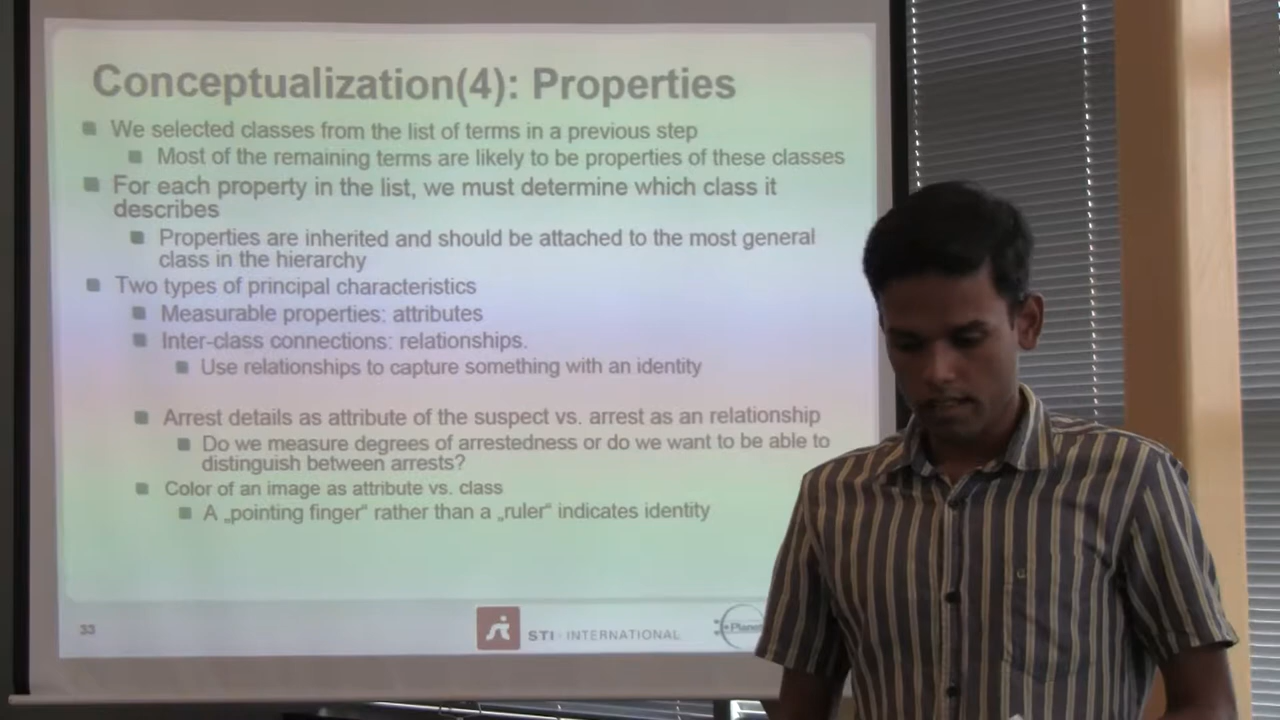 Conceptualization(4): Properties
We selected classes from the list of terms in a previous step
Most of the remaining terms are likely to be properties of these classes
For each property in the list, we must determine which class it
describes
Properties are inherited and should be attached to the most general
class in the hierarchy
Two types of principal characteristics
Measurable properties: attributes
Inter-class connections: relationships.
Use relationships to capture something with an identity
Arrest details as attribute of the suspect vs. arrest as an relationship
Do we measure degrees of arrestedness or do we want to be able to
distinguish between arrests?
Color of an image as attribute vs. class
A „pointing finger“ rather than a „ruler“ indicates identity
33
STI · INTERNATIONAL